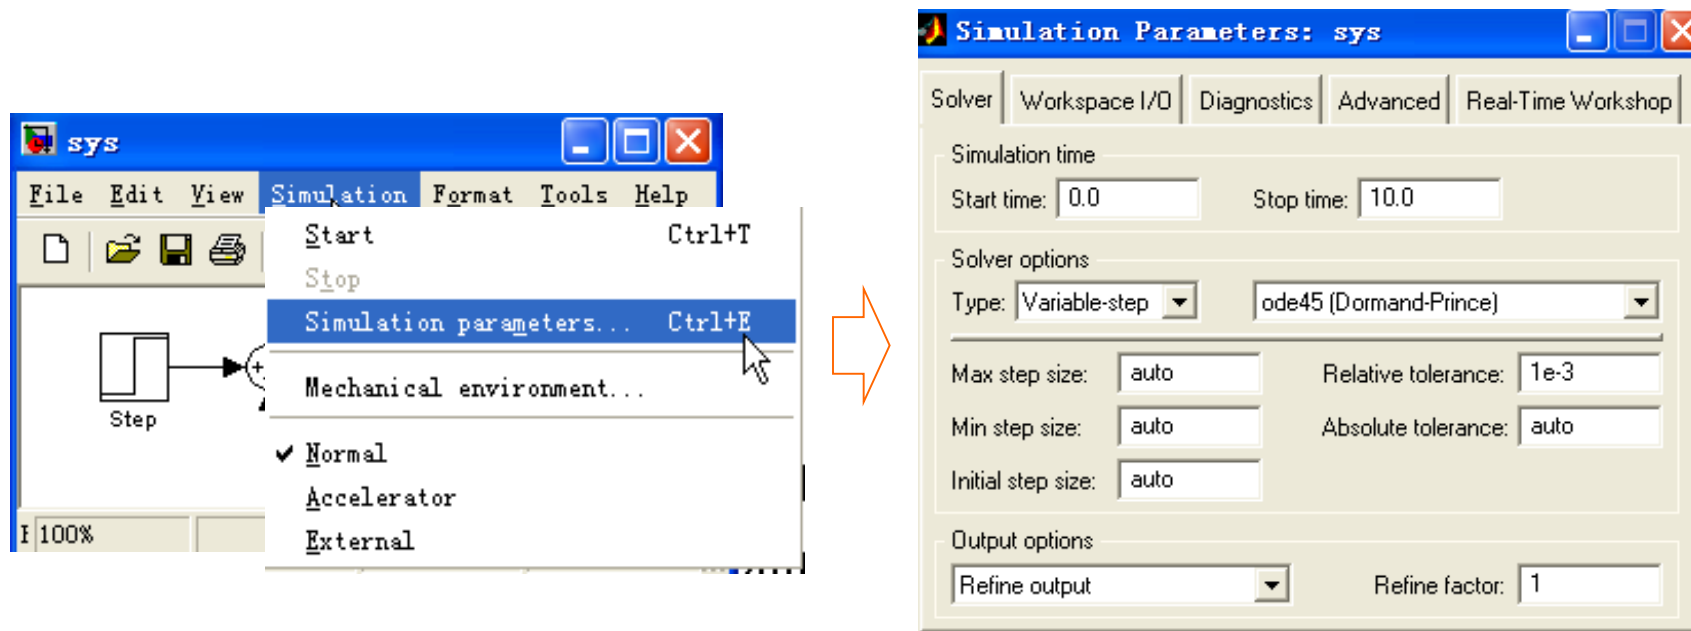 sys
File Edit View Simulation Format Tools Help
Start Ctrl+T
Stop
Simulation parameters... Ctrl+E
Mechanical environment...
Normal
Accelerator
External
Step
100%
Simulation Parameters: sys
Solver Workspace I/O Diagnostics Advanced Real-Time Workshop
Simulation time
Start time: 0.0 Stop time: 10.0
Solver options
Type: Variable-step ode45 (Dormand-Prince)
Max step size: auto Relative tolerance: 1e-3
Min step size: auto Absolute tolerance: auto
Initial step size: auto
Output options
Refine output Refine factor: 1